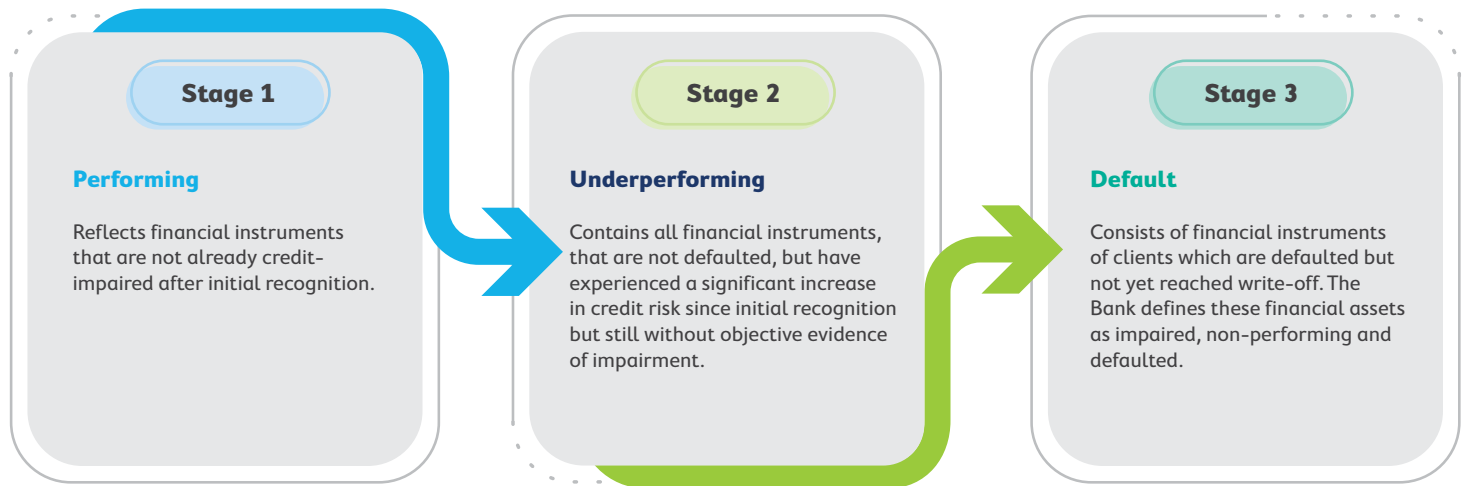 Stage 1
Performing
Reflects financial instruments
that are not already credit-
impaired after initial recognition.
Stage 2
Underperforming
Contains all financial instruments,
that are not defaulted, but have
experienced a significant increase
in credit risk since initial recognition
but still without objective evidence
of impairment.
Stage 3
Default
Consists of financial instruments
of clients which are defaulted but
not yet reached write-off. The
Bank defines these financial assets
as impaired, non-performing and
defaulted.